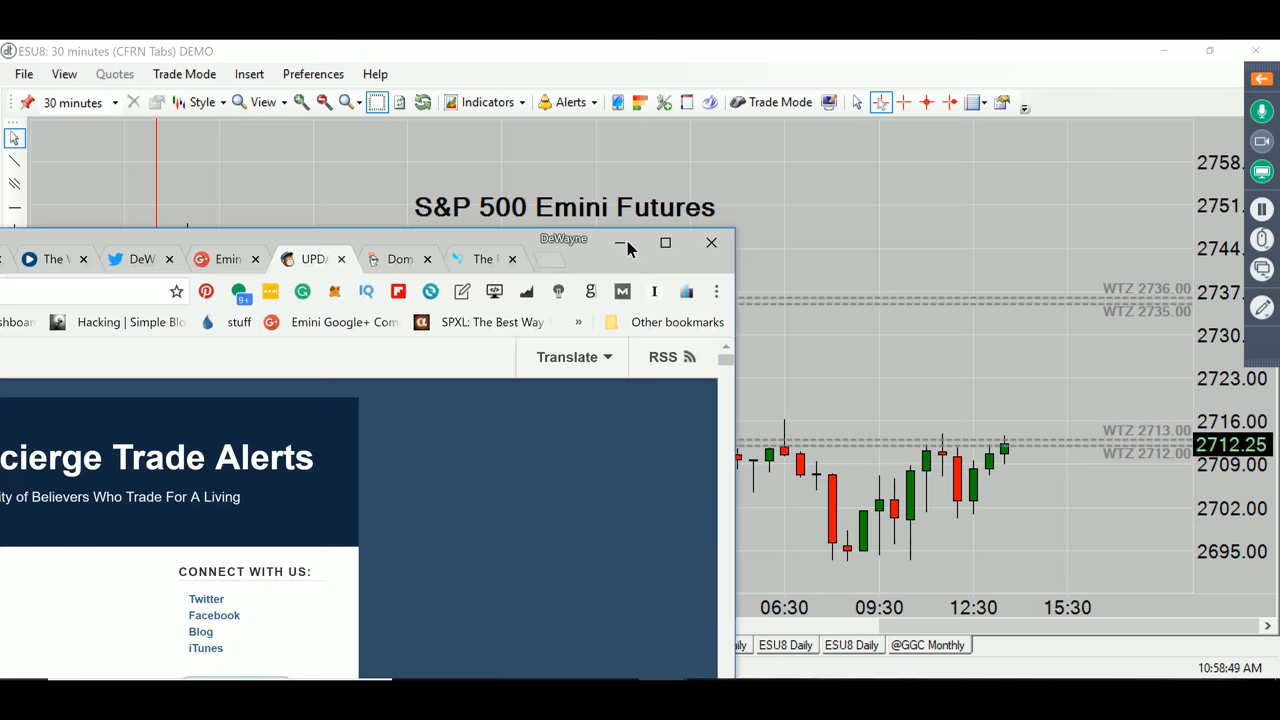 ESU8: 30 minutes (CFRN Tabs) DEMO
File View Quotes Trade Mode Insert Preferences Help
30 minutes Style View Indicators Alerts Trade Mode
2758.
S&P 500 Emini Futures
2751.
DeWayne
2744.
The \ DeW Emin UPDA Dom The I
WTZ 2736.00
2737.
9+ IQ g M I
WTZ 2735.00
shboar Hacking | Simple Blo stuff Emini Google+ Com SPXL: The Best Way » Other bookmarks
2730.
Translate RSS
2723.00
2716.00
WTZ 2713.00
2712.25
WTZ 2712.00
cierge Trade Alerts
2709.00
ity of Believers Who Trade For A Living
2702.00
2695.00
CONNECT WITH US:
Twitter
Facebook
Blog
iTunes
06:30 09:30 12:30 15:30
ily ESU8 Daily ESU8 Daily @GGC Monthly
10:58:49 AM